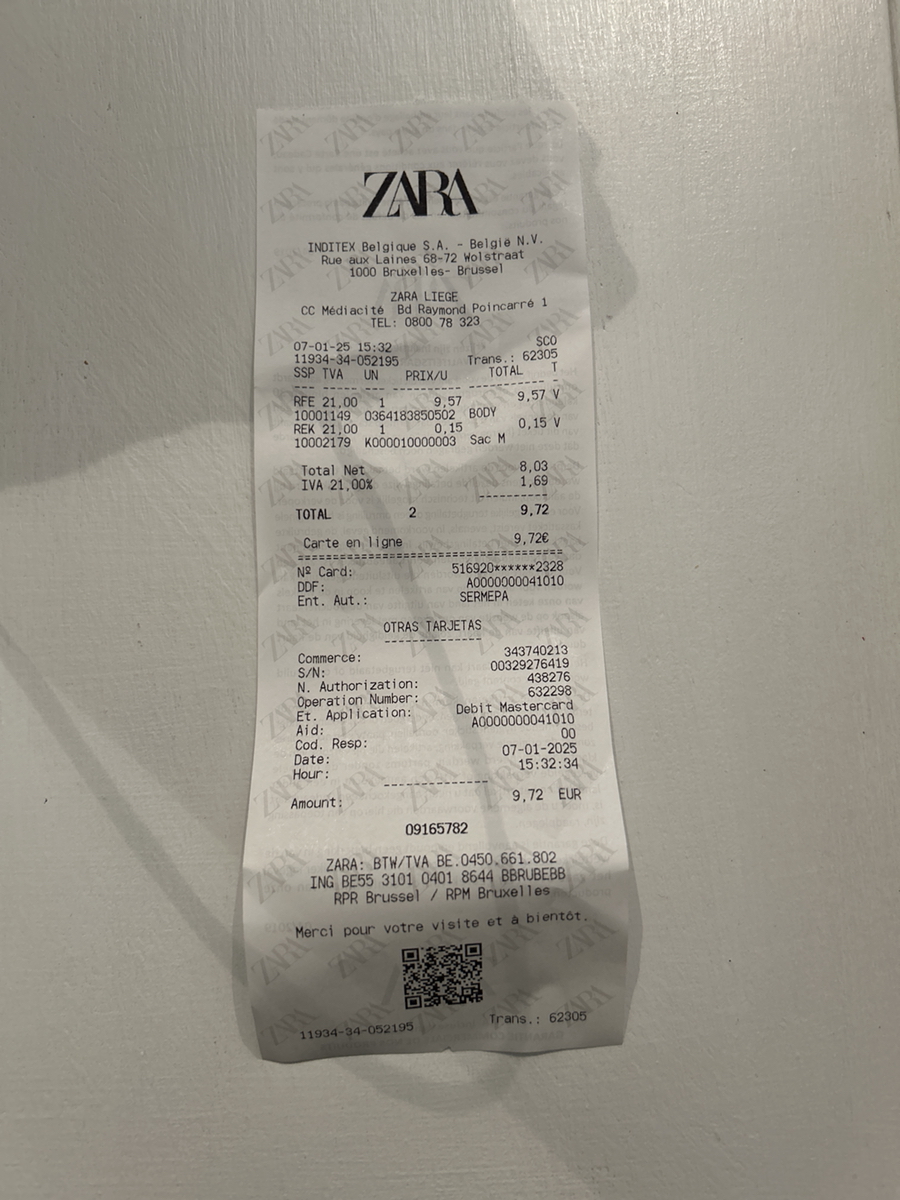 ZARA
INDITEX Belgique S.A. - Belgïe N.V.
Rue aux Laines 68-72 Wolstraat
1000 Bruxelles- Brussel
ZARA LIEGE
CC Médiacité Bd Raymond Poincarré 1
TEL: 0800 78 323
07-01-25 15:32 SCO
11934-34-052195 Trans.: 62305
SSP TVA UN PRIX/U TOTAL T
--- ----- --- -------- ----------- -
RFE 21,00 1 9,57 9,57 V
10001149 0364183850502 BODY
REK 21,00 1 0,15 0,15 V
10002179 K000010000003 Sac M
Total Net 8,03
IVA 21,00% 1,69
----------
TOTAL 2 9,72
Carte en ligne 9,72€
======================================
Nº Card: 516920******2328
DDF: A0000000041010
Ent. Aut.: SERMEPA
OTRAS TARJETAS
--------------
Commerce: 343740213
S/N: 00329276419
N. Authorization: 438276
Operation Number: 632298
Et. Application: Debit Mastercard
Aid: A0000000041010
Cod. Resp: 00
Date: 07-01-2025
Hour: 15:32:34
---------------
Amount: 9,72 EUR
09165782
ZARA: BTW/TVA BE.0450.661.802
ING BE55 3101 0401 8644 BBRUBEBB
RPR Brussel / RPM Bruxelles
Merci pour votre visite et à bientôt.
11934-34-052195 Trans.: 62305